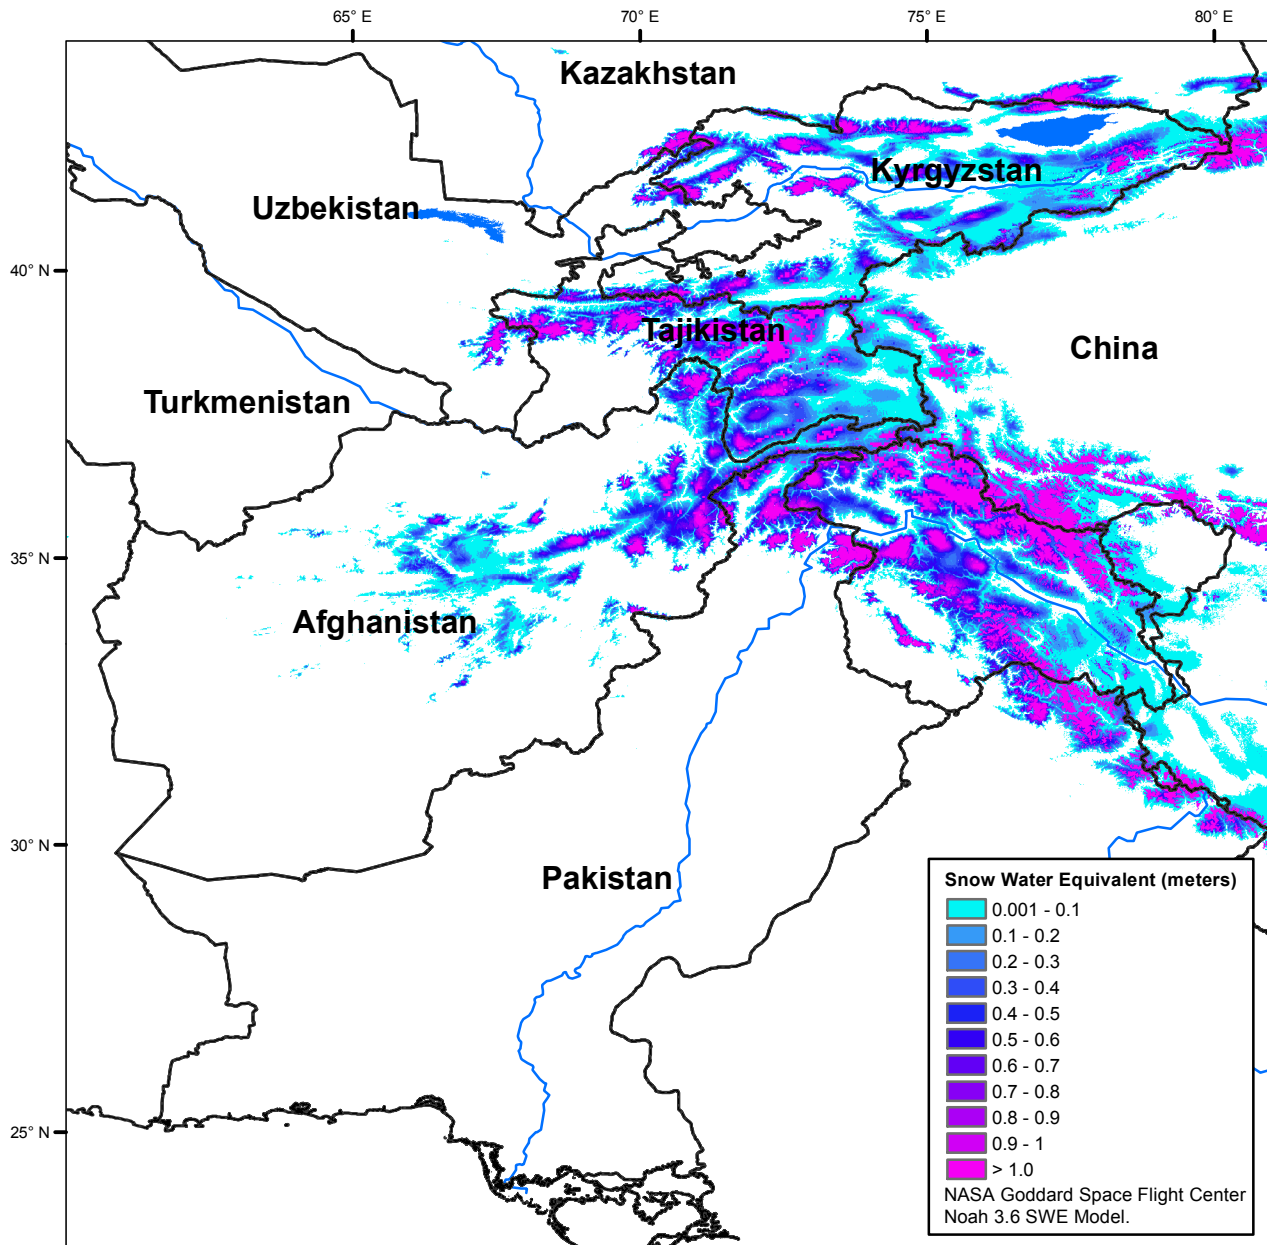 65° E
70° E
75° E
80° E
Kazakhstan
Kyrgyzstan
Uzbekistan
40° N
Tajikistan
China
Turkmenistan
35° N
Afghanistan
30° N
Pakistan
25° N
Snow Water Equivalent (meters)
0.001 - 0.1
0.1 - 0.2
0.2 - 0.3
0.3 - 0.4
0.4 - 0.5
0.5 - 0.6
0.6 - 0.7
0.7 - 0.8
0.8 - 0.9
0.9 - 1
> 1.0
NASA Goddard Space Flight Center
Noah 3.6 SWE Model.